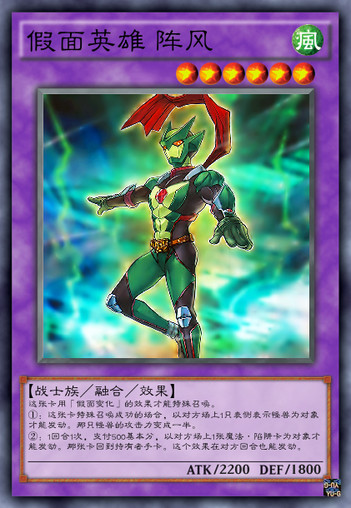 假面英雄 阵风
風
【战士族／融合／效果】
这张卡用「假面变化」的效果才能特殊召唤。
①：这张卡特殊召唤成功的场合，以对方场上1只表侧表示怪兽为对象
才能发动。那只怪兽的攻击力变成一半。
②：1回合1次，支付500基本分，以对方场上1张魔法·陷阱卡为对象才
能发动。那张卡回到持有者手卡。这个效果在对方回合也能发动。
ATK/2200 DEF/1800